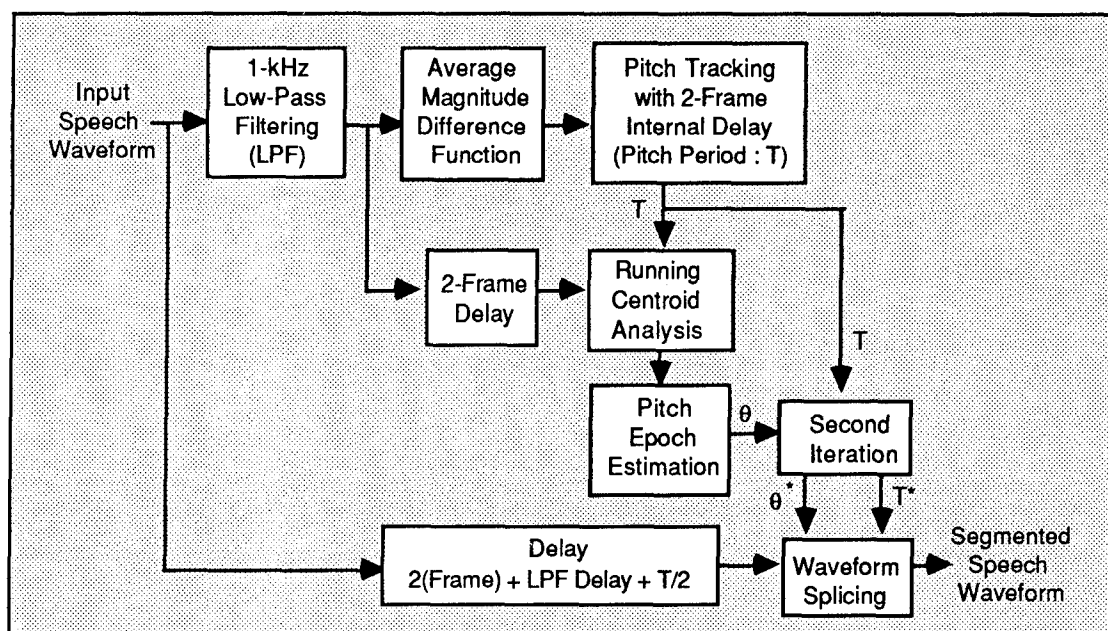 Input
Speech
Waveform
1-kHz
Low-Pass
Filtering
(LPF)
Average
Magnitude
Difference
Function
Pitch Tracking
with 2-Frame
Internal Delay
(Pitch Period : T)
T
T
2-Frame
Delay
Running
Centroid
Analysis
Pitch
Epoch
Estimation
θ
Second
Iteration
θ*
T*
Delay
2(Frame) + LPF Delay + T/2
Waveform
Splicing
Segmented
Speech
Waveform